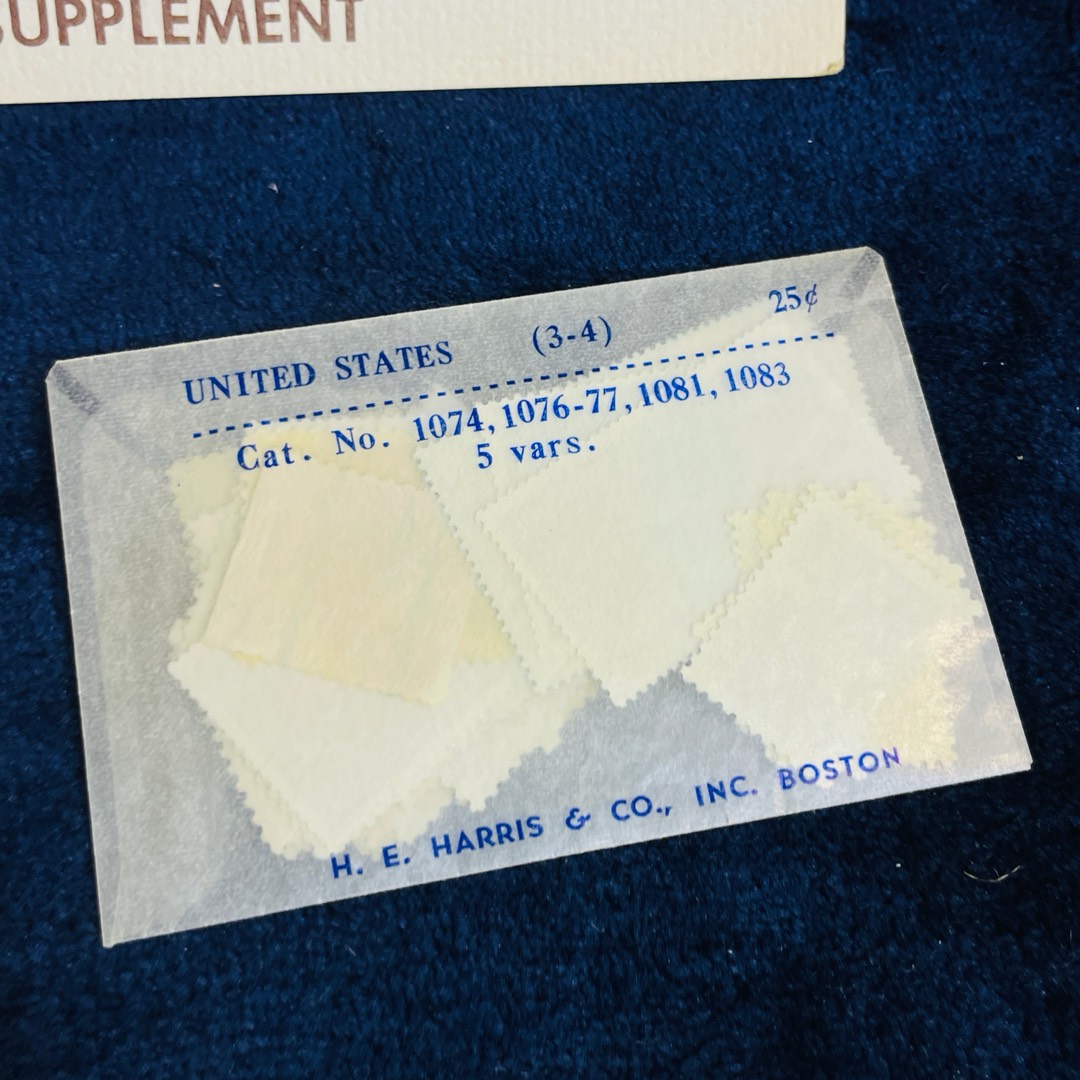 SUPPLEMENT
UNITED STATES (3-4) 25¢
Cat. No. 1074, 1076-77, 1081, 1083
5 vars.
H. E. HARRIS & CO., INC. BOSTON